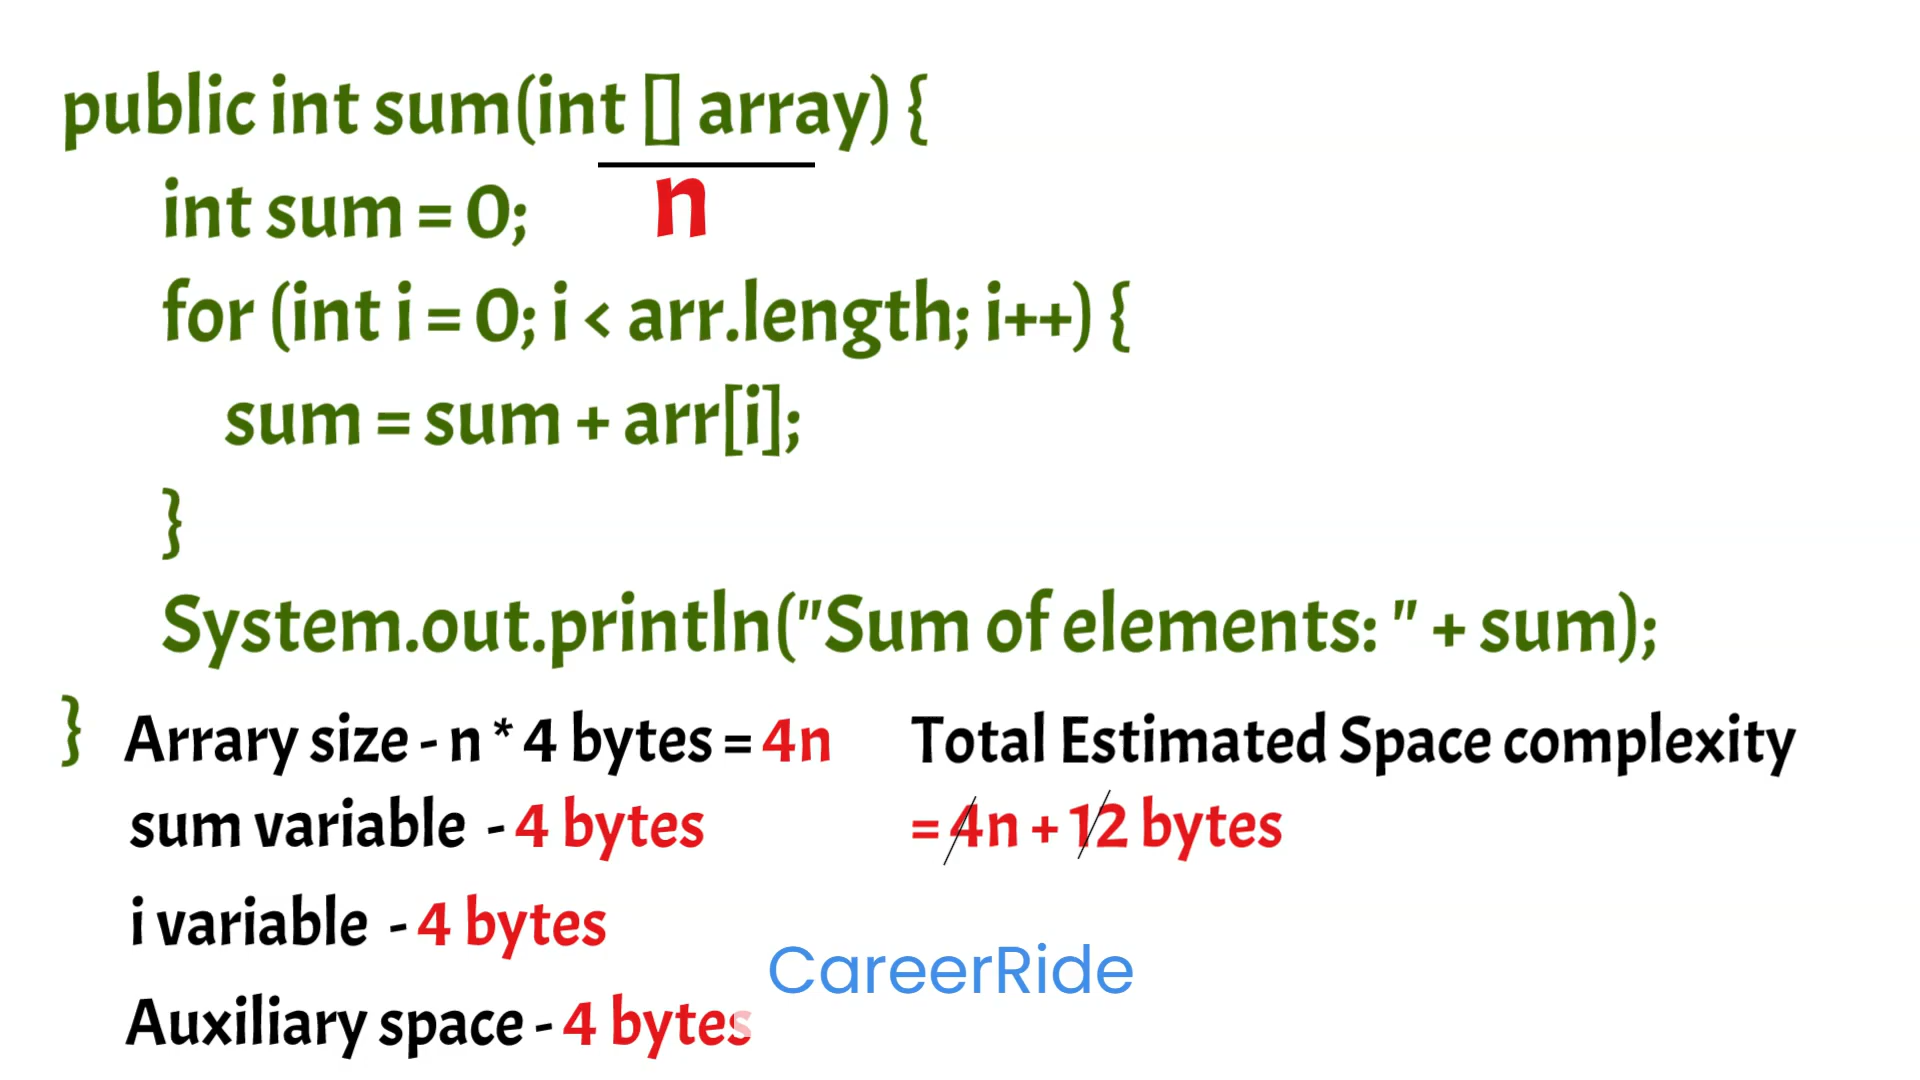 public int sum(int [] array) {
n
int sum = 0;
for (int i = 0; i < arr.length; i++) {
sum = sum + arr[i];
}
System.out.println("Sum of elements: " + sum);
}
Arrary size - n * 4 bytes = 4n
sum variable - 4 bytes
i variable - 4 bytes
Auxiliary space - 4 bytes
Total Estimated Space complexity
= 4n + 12 bytes
CareerRide